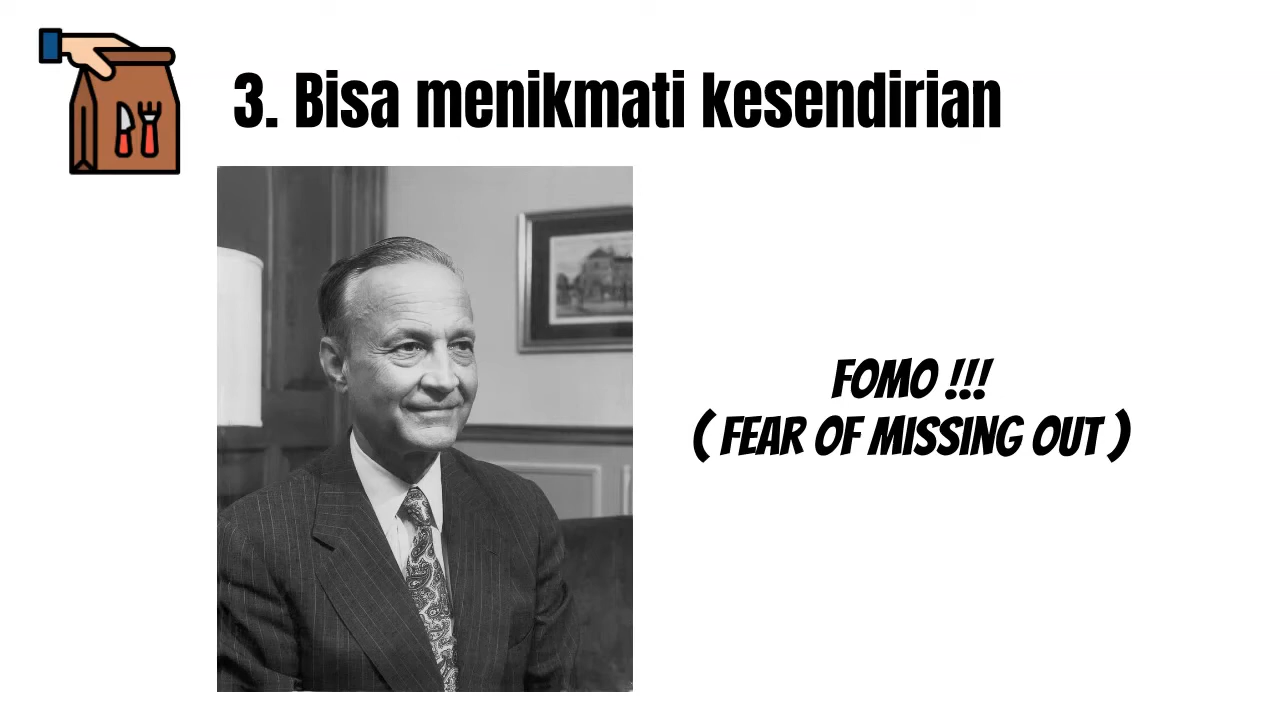 3. Bisa menikmati kesendirian
FOMO !!!
( FEAR OF MISSING OUT )